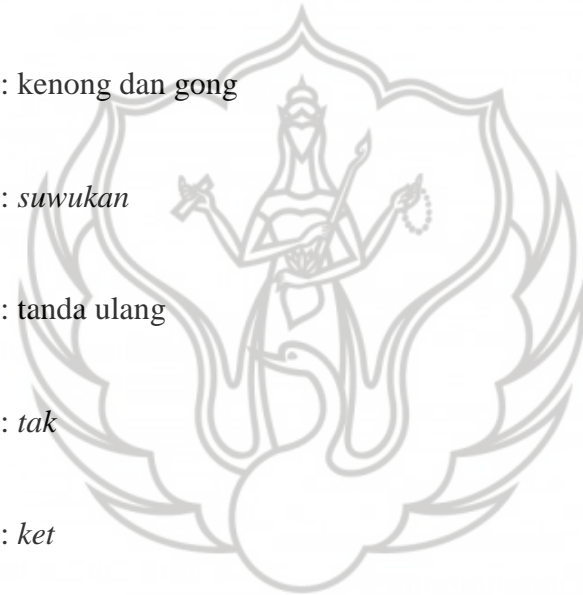 : kenong dan gong
: suwukan
: tanda ulang
: tak
: ket